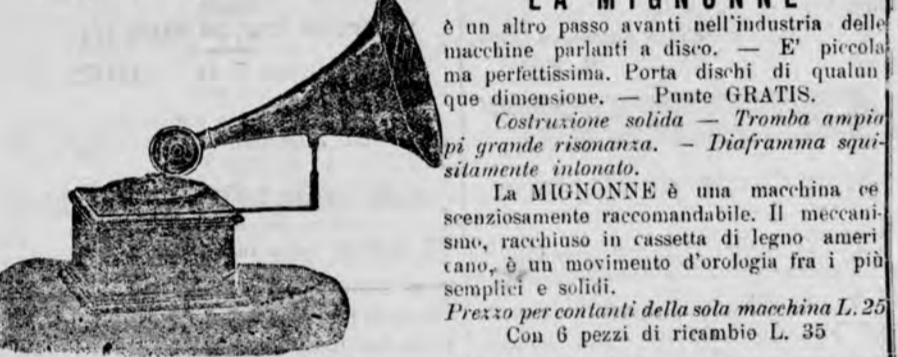 LA MIGNONNE
è un altro passo avanti nell'industria delle
macchine parlanti a disco. — E' piccola
ma perfettissima. Porta dischi di qualun
que dimensione. — Punte GRATIS.
Costruzione solida — Tromba ampia
pi grande risonanza. — Diaframma squi-
sitamente intonato.
La MIGNONNE è una macchina ce
scenziosamente raccomandabile. Il meccani-
smo, racchiuso in cassetta di legno ameri
cano, è un movimento d'orologia fra i più
semplici e solidi.
Prezzo per contanti della sola macchina L. 25
Con 6 pezzi di ricambio L. 35